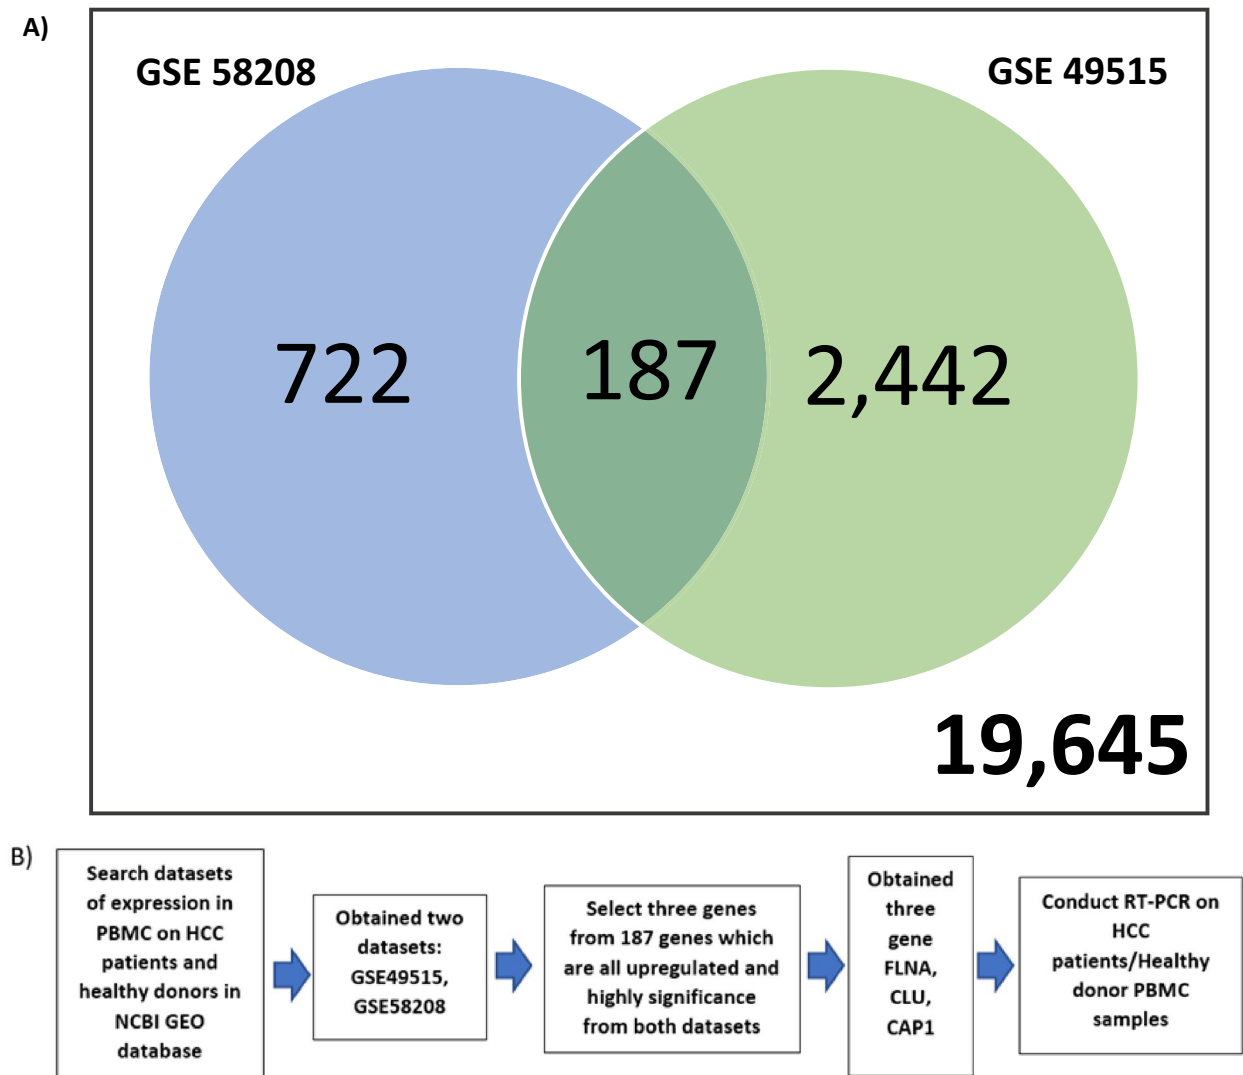 A)
GSE 58208
GSE 49515
722
187
2,442
19,645
B)
Search datasets
of expression in
PBMC on HCC
patients and
healthy donors in
NCBI GEO
database
Obtained two
datasets:
GSE49515,
GSE58208
Select three genes
from 187 genes which
are all upregulated and
highly significance
from both datasets
Obtained
three
gene
FLNA,
CLU,
CAP1
Conduct RT-PCR on
HCC
patients/Healthy
donor PBMC
samples